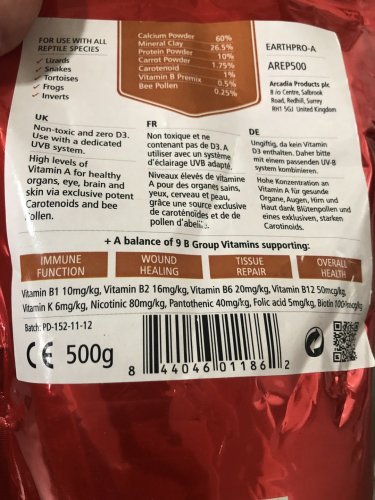 FOR USE WITH ALL
REPTILE SPECIES
✓ Lizards
✓ Snakes
✓ Tortoises
✓ Frogs
✓ Inverts
Calcium Powder 60%
Mineral Clay 26.5%
Protein Powder 10%
Carrot Powder 1.75%
Carotenoid 1%
Vitamin B Premix 0.5%
Bee Pollen 0.25%
EARTHPRO-A
AREP500
Arcadia Products plc
8 io Centre, Salbrook
Road, Redhill, Surrey
RH1 5GJ United Kingdom
UK
Non-toxic and zero D3.
Use with a dedicated
UVB system.
High levels of
Vitamin A for healthy
organs, eye, brain and
skin via exclusive potent
Carotenoids and bee
pollen.
FR
Non toxique et ne
contenant pas de D3. A
utiliser avec un système
d'éclairage UVB adapté.
Niveaux élevés de vitamine
A pour des organes sains,
yeux, cerveau et peau,
grâce une source exclusive
de caroténoïdes et de de
pollen d'abeille.
DE
Ungiftig, da kein Vitamin
D3 enthalten. Daher bitte
mit einem passenden UV-B
system kombinieren.
Hohe Konzentration an
Vitamin A für gesunde
Organe, Augen, Hirn und
Haut dank Blütenpollen und
eines exklusiven, starken
Carotinoids.
+ A balance of 9 B Group Vitamins supporting:
IMMUNE
FUNCTION
WOUND
HEALING
TISSUE
REPAIR
OVERALL
HEALTH
Vitamin B1 10mg/kg, Vitamin B2 16mg/kg, Vitamin B6 20mg/kg, Vitamin B12 50mcg/kg,
Vitamin K 6mg/kg, Nicotinic 80mg/kg, Pantothenic 40mg/kg, Folic acid 5mg/kg, Biotin 100mcg/kg
Batch: PD-152-11-12
CE 500g
8 44046 01186 2